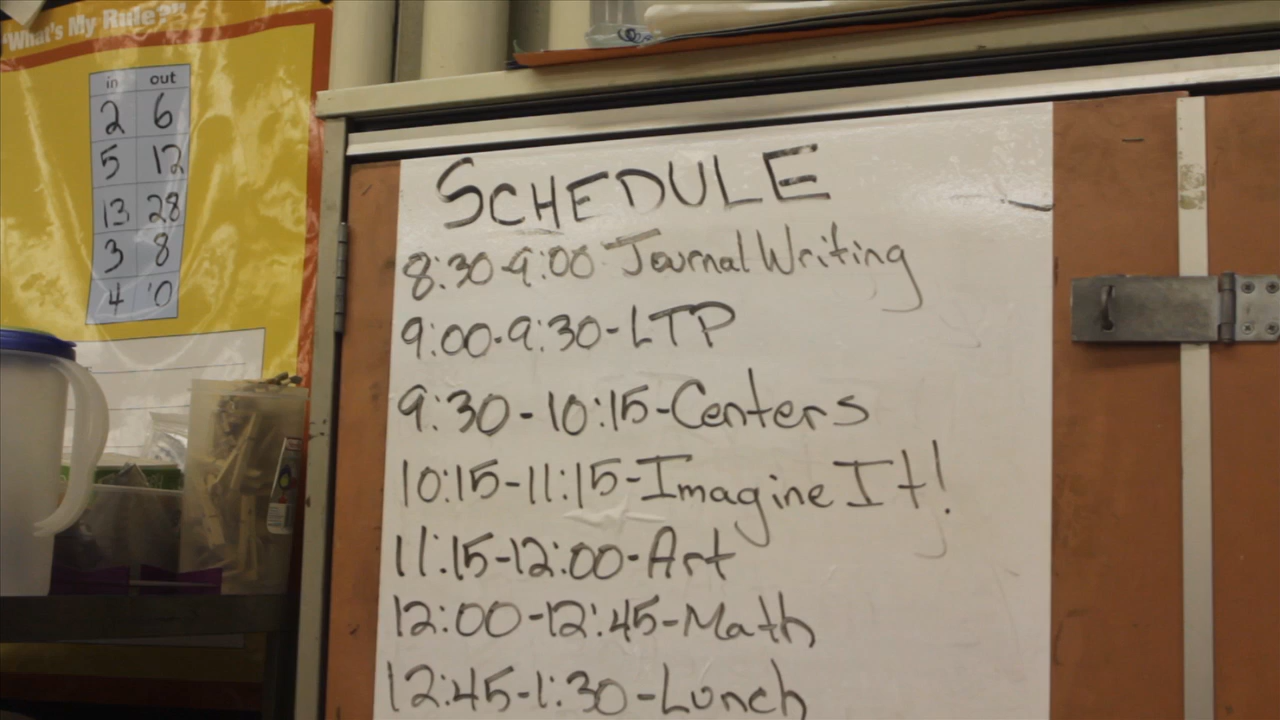 "What's My Rule?"
in out
2 6
5 12
13 28
3 8
4 10
SCHEDULE
8:30-9:00-Journal Writing
9:00-9:30-LTP
9:30-10:15-Centers
10:15-11:15-Imagine It!
11:15-12:00-Art
12:00-12:45-Math
12:45-1:30-Lunch